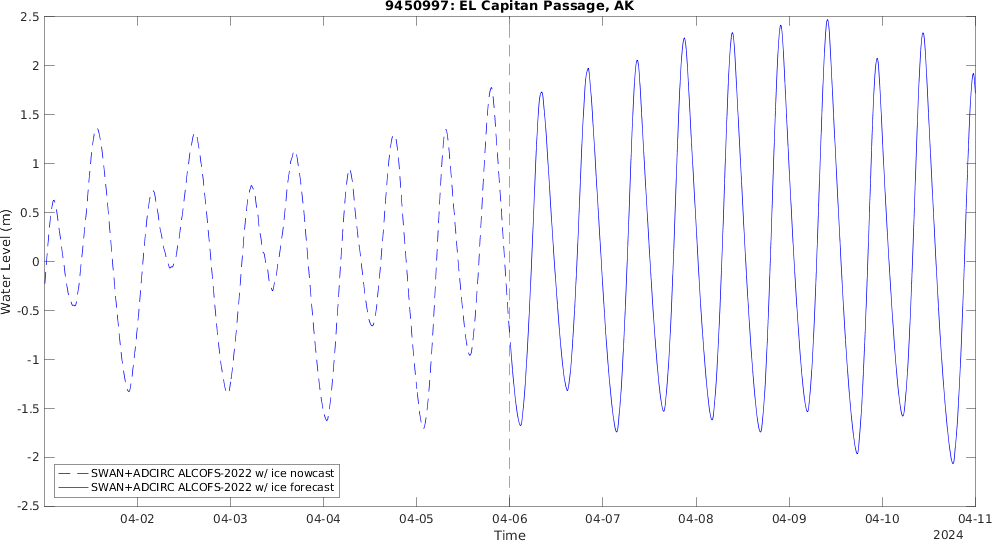 9450997: EL Capitan Passage, AK
2.5
2
1.5
1
0.5
0
-0.5
-1
-1.5
-2
-2.5
Water Level (m)
SWAN+ADCIRC ALCOFS-2022 w/ ice nowcast
SWAN+ADCIRC ALCOFS-2022 w/ ice forecast
04-02 04-03 04-04 04-05 04-06 04-07 04-08 04-09 04-10 04-11
Time
2024